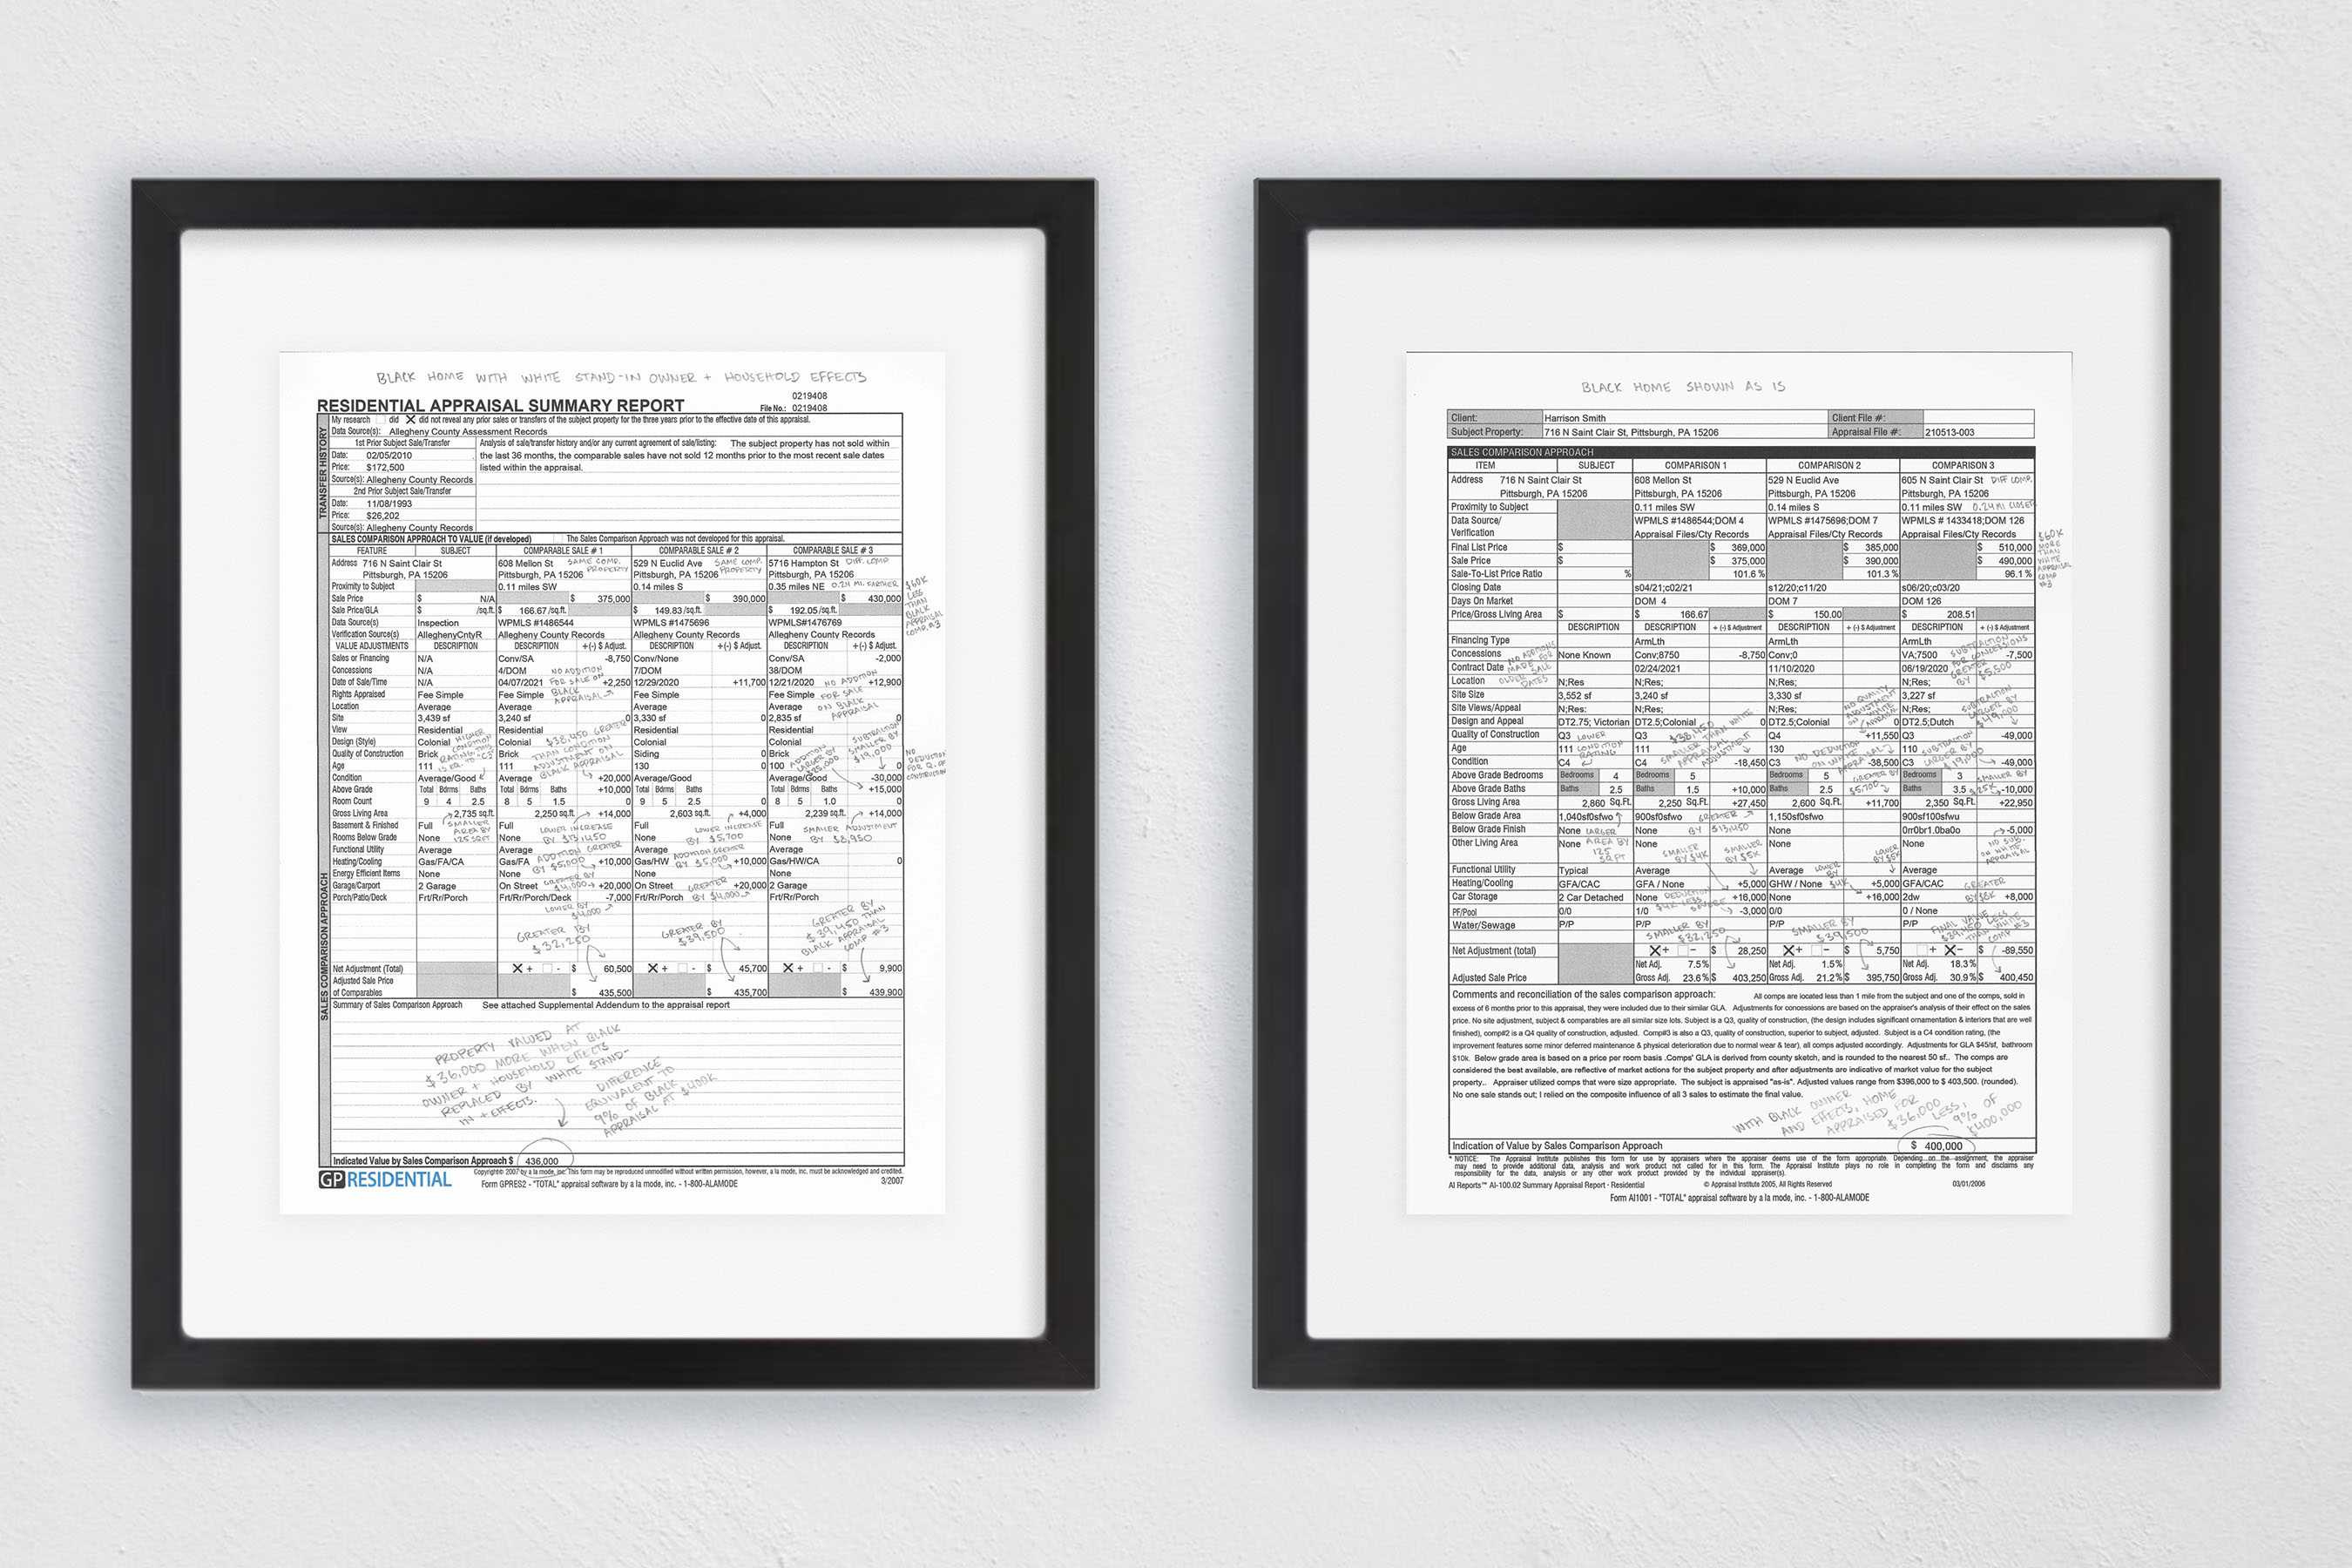 BLACK HOME WITH WHITE STAND-IN OWNER + HOUSEHOLD EFFECTS
0219408
RESIDENTIAL APPRAISAL SUMMARY REPORT File No.: 0219408
TRANSFER HISTORY
My research did X did not reveal any prior sales or transfers of the subject property for the three years prior to the effective date of this appraisal.
Data Source(s): Allegheny County Assessment Records
1st Prior Subject Sale/Transfer Analysis of sale/transfer history and/or any current agreement of sale/listing: The subject property has not sold within
Date: 02/05/2010 the last 36 months, the comparable sales have not sold 12 months prior to the most recent sale dates
Price: $172,500 listed within the appraisal.
Source(s): Allegheny County Records
2nd Prior Subject Sale/Transfer
Date: 11/08/1993
Price: $26,202
Source(s): Allegheny County Records
SALES COMPARISON APPROACH
SALES COMPARISON APPROACH TO VALUE (if developed) The Sales Comparison Approach was not developed for this appraisal.
FEATURE SUBJECT COMPARABLE SALE # 1 COMPARABLE SALE # 2 COMPARABLE SALE # 3
Address 716 N Saint Clair St 608 Mellon St SAME COMP. 529 N Euclid Ave SAME COMP. 5716 Hampton St DIFF. COMP.
Pittsburgh, PA 15206 Pittsburgh, PA 15206 PROPERTY Pittsburgh, PA 15206 PROPERTY Pittsburgh, PA 15206
Proximity to Subject 0.11 miles SW 0.14 miles S 0.35 miles NE 0.24 MI. FARTHER
Sale Price $ N/A $ 375,000 $ 390,000 $ 430,000
Sale Price/GLA $ /sq.ft. $ 166.67 /sq.ft. $ 149.83 /sq.ft. $ 192.05 /sq.ft.
$60K LESS THAN BLACK APPRAISAL COMP. #3
Data Source(s) Inspection WPMLS #1486544 WPMLS #1475696 WPMLS#1476769
Verification Source(s) AlleghenyCntyR Allegheny County Records Allegheny County Records Allegheny County Records
VALUE ADJUSTMENTS DESCRIPTION DESCRIPTION +(-) $ Adjust. DESCRIPTION +(-) $ Adjust. DESCRIPTION +(-) $ Adjust.
Sales or Financing N/A Conv/SA -8,750 Conv/None Conv/SA -2,000
Concessions N/A 4/DOM 7/DOM 38/DOM
Date of Sale/Time N/A 04/07/2021 +2,250 12/29/2020 +11,700 12/21/2020 +12,900
NO ADDITION FOR SALE ON BLACK APPRAISAL
NO ADDITION FOR SALE ON BLACK APPRAISAL
Rights Appraised Fee Simple Fee Simple Fee Simple Fee Simple
Location Average Average Average Average
Site 3,439 sf 3,240 sf 0 3,330 sf 0 2,835 sf 0
View Residential Residential Residential Residential
Design (Style) Colonial Colonial Colonial Colonial
Quality of Construction Brick Brick Siding 0 Brick
Age 111 111 130 0 100 0
Condition Average/Good Average +20,000 Average/Good Average/Good -30,000
$38,450 GREATER THAN CONDITION ADJUSTMENT ON BLACK APPRAISAL
ADDITION LARGER BY $25,000
SUBTRACTION SMALLER BY $19,000
NO DEDUCTION FOR Q. OF CONSTRUCTION
Above Grade Total Bdrms Baths Total Bdrms Baths +10,000 Total Bdrms Baths Total Bdrms Baths +15,000
Room Count 9 4 2.5 8 5 1.5 0 9 5 2.5 0 8 5 1.0 0
Gross Living Area 2,735 sq.ft. 2,250 sq.ft. +14,000 2,603 sq.ft. +4,000 2,239 sq.ft. +14,000
Basement & Finished Full Full Full Full
Rooms Below Grade None None None None
SMALLER AREA BY 125 SQFT
LOWER INCREASE BY $13,450
LOWER INCREASE BY $5,700
SMALLER ADJUSTMENT BY $8,950
Functional Utility Average Average Average Average
Heating/Cooling Gas/FA/CA Gas/FA +10,000 Gas/HW +10,000 Gas/HW/CA 0
ADDITION GREATER BY $5,000
ADDITION GREATER BY $5,000
Energy Efficient Items None None None None
Garage/Carport 2 Garage On Street +20,000 On Street +20,000 2 Garage
GREATER BY $4,000
GREATER BY $4,000
Porch/Patio/Deck Frt/Rr/Porch Frt/Rr/Porch/Deck -7,000 Frt/Rr/Porch Frt/Rr/Porch
LOWER BY $4,000
GREATER BY $32,250
GREATER BY $39,500
GREATER BY $39,450 THAN BLACK APPRAISAL COMP #3
Net Adjustment (Total) X + - $ 60,500 X + - $ 45,700 X + - $ 9,900
Adjusted Sale Price
of Comparables $ 435,500 $ 435,700 $ 439,900
Summary of Sales Comparison Approach See attached Supplemental Addendum to the appraisal report
PROPERTY VALUED AT
$36,000 MORE WHEN BLACK
OWNER + HOUSEHOLD EFFECTS
REPLACED BY WHITE STAND-
IN + EFFECTS.
DIFFERENCE
EQUIVALENT TO
9% OF BLACK
APPRAISAL AT $400K
Indicated Value by Sales Comparison Approach $ 436,000
GP RESIDENTIAL
Copyright© 2007 by a la mode, inc. This form may be reproduced unmodified without written permission, however, a la mode, inc. must be acknowledged and credited.
Form GPRES2 - "TOTAL" appraisal software by a la mode, inc. - 1-800-ALAMODE 3/2007
BLACK HOME SHOWN AS IS
Client: Harrison Smith Client File #:
Subject Property: 716 N Saint Clair St, Pittsburgh, PA 15206 Appraisal File #: 210513-003
SALES COMPARISON APPROACH
ITEM SUBJECT COMPARISON 1 COMPARISON 2 COMPARISON 3
Address 716 N Saint Clair St 608 Mellon St 529 N Euclid Ave 605 N Saint Clair St DIFF COMP.
Pittsburgh, PA 15206 Pittsburgh, PA 15206 Pittsburgh, PA 15206 Pittsburgh, PA 15206
Proximity to Subject 0.11 miles SW 0.14 miles S 0.11 miles SW 0.24 MI CLOSER
Data Source/ WPMLS #1486544;DOM 4 WPMLS #1475696;DOM 7 WPMLS # 1433418;DOM 126
Verification Appraisal Files/Cty Records Appraisal Files/Cty Records Appraisal Files/Cty Records
Final List Price $ $ 369,000 $ 385,000 $ 510,000
Sale Price $ $ 375,000 $ 390,000 $ 490,000
Sale-To-List Price Ratio % 101.6 % 101.3 % 96.1 %
$60K MORE THAN WHITE APPRAISAL COMP #3
Closing Date s04/21;c02/21 s12/20;c11/20 s06/20;c03/20
Days On Market DOM 4 DOM 7 DOM 126
Price/Gross Living Area $ $ 166.67 $ 150.00 $ 208.51
DESCRIPTION DESCRIPTION +(-) $ Adjustment DESCRIPTION +(-) $ Adjustment DESCRIPTION +(-) $ Adjustment
Financing Type ArmLth ArmLth ArmLth
Concessions None Known Conv;8750 -8,750 Conv;0 VA;7500 -7,500
Contract Date 02/24/2021 11/10/2020 06/19/2020
NO ADDITIONS MADE FOR OLDER SALE DATES
SUBTRACTION FOR CONCESSIONS GREATER BY $5,500
Location N;Res N;Res; N;Res; N;Res;
Site Size 3,552 sf 3,240 sf 3,330 sf 3,227 sf
Site Views/Appeal N;Res: N;Res; N;Res; N;Res;
Design and Appeal DT2.75; Victorian DT2.5;Colonial 0 DT2.5;Colonial 0 DT2.5;Dutch
Quality of Construction Q3 Q3 Q4 +11,550 Q3 -49,000
Age 111 111 130 110
Condition C4 C4 -18,450 C3 -38,500 C3 -49,000
LOWER CONDITION RATING
Above Grade Bedrooms Bedrooms 4 Bedrooms 5 Bedrooms 5 Bedrooms 3
Above Grade Baths Baths 2.5 Baths 1.5 +10,000 Baths 2.5 Baths 3.5 -10,000
Gross Living Area 2,860 Sq.Ft. 2,250 Sq.Ft. +27,450 2,600 Sq.Ft. +11,700 2,350 Sq.Ft. +22,950
Below Grade Area 1,040sf0sfwo 900sf0sfwo 1,150sf0sfwo 900sf100sfwu
GREATER BY $13,450
Below Grade Finish None None None 0rr0br1.0ba0o -5,000
Other Living Area None None None None
LARGER AREA BY 125 SQ FT
SMALLER BY $4K
SMALLER BY $5K
LOWER BY $5K
NO SUB. ON WHITE APPRAISAL
Functional Utility Typical Average Average Average
Heating/Cooling GFA/CAC GFA / None +5,000 GHW / None +5,000 GFA/CAC
Car Storage 2 Car Detached None +16,000 None +16,000 2dw +8,000
PF/Pool 0/0 1/0 -3,000 0/0 0 / None
Water/Sewage P/P P/P P/P P/P
SMALLER BY $32,250
SMALLER BY $39,500
Net Adjustment (total) X + - $ 28,250 X + - $ 5,750 + X - $ -89,550
Net Adj. 7.5% Net Adj. 1.5% Net Adj. 18.3%
Adjusted Sale Price Gross Adj. 23.6% $ 403,250 Gross Adj. 21.2% $ 395,750 Gross Adj. 30.9% $ 400,450
Comments and reconciliation of the sales comparison approach: All comps are located less than 1 mile from the subject and one of the comps, sold in
excess of 6 months prior to this appraisal, they were included due to their similar GLA. Adjustments for concessions are based on the appraiser's analysis of their effect on the sales
price. No site adjustment, subject & comparables are all similar size lots. Subject is a Q3, quality of construction, (the design includes significant ornamentation & interiors that are well
finished), comp#2 is a Q4 quality of construction, adjusted. Comp#3 is also a Q3, quality of construction, superior to subject, adjusted. Subject is a C4 condition rating, (the
improvement features some minor deferred maintenance & physical deterioration due to normal wear & tear), all comps adjusted accordingly. Adjustments for GLA $45/sf, bathroom
$10k. Below grade area is based on a price per room basis .Comps' GLA is derived from county sketch, and is rounded to the nearest 50 sf.. The comps are
considered the best available, are reflective of market actions for the subject property and after adjustments are indicative of market value for the subject
property.. Appraiser utilized comps that were size appropriate. The subject is appraised "as-is". Adjusted values range from $396,000 to $ 403,500. (rounded).
No one sale stands out; I relied on the composite influence of all 3 sales to estimate the final value.
WITH BLACK OWNER
AND EFFECTS, HOME
APPRAISED FOR
$36,000 LESS,
9% OF
$400,000
Indication of Value by Sales Comparison Approach $ 400,000
* NOTICE: The Appraisal Institute publishes this form for use by appraisers where the appraiser deems use of the form appropriate. Depending on the assignment, the appraiser
may need to provide additional data, analysis and work product not called for in this form. The Appraisal Institute plays no role in completing the form and disclaims any
responsibility for the data, analysis or any other work product provided by the individual appraiser(s).
AI Reports™ AI-100.02 Summary Appraisal Report - Residential © Appraisal Institute 2005, All Rights Reserved 03/01/2006
Form AI1001 - "TOTAL" appraisal software by a la mode, inc. - 1-800-ALAMODE